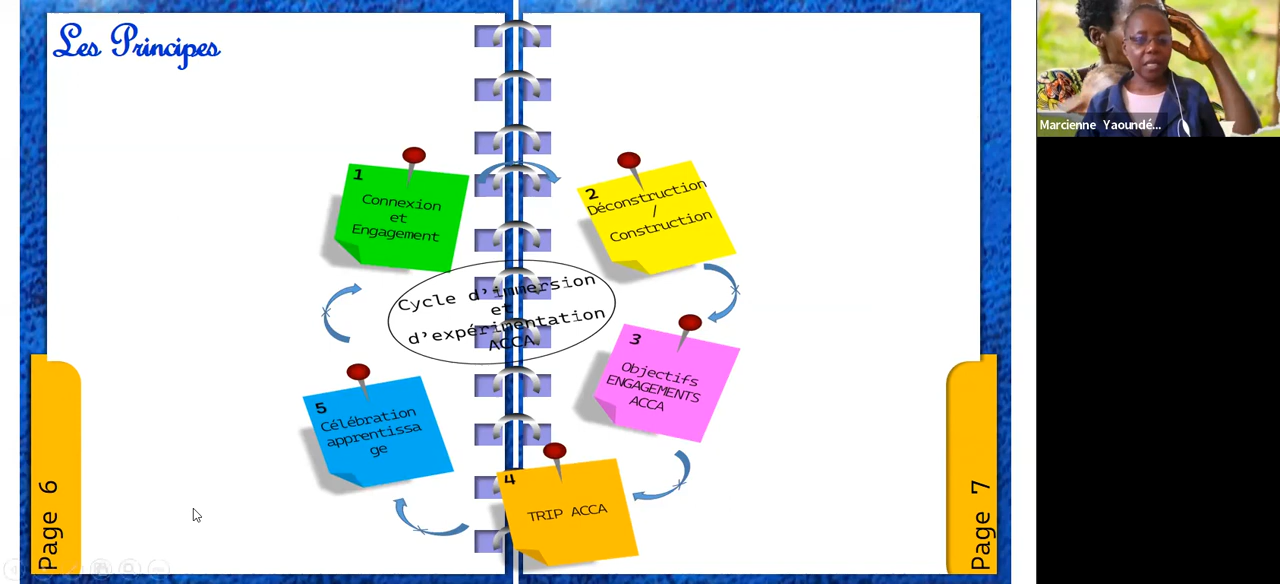 Les Principes
1
Connexion
et
Engagement
2
Déconstruction
/
Construction
Cycle d'immersion
et
d'expérimentation
ACCA
3
Objectifs
ENGAGEMENTS
ACCA
4
TRIP ACCA
5
Célébration
apprentissa
ge
Page 6
Page 7
Marcienne Yaoundé...